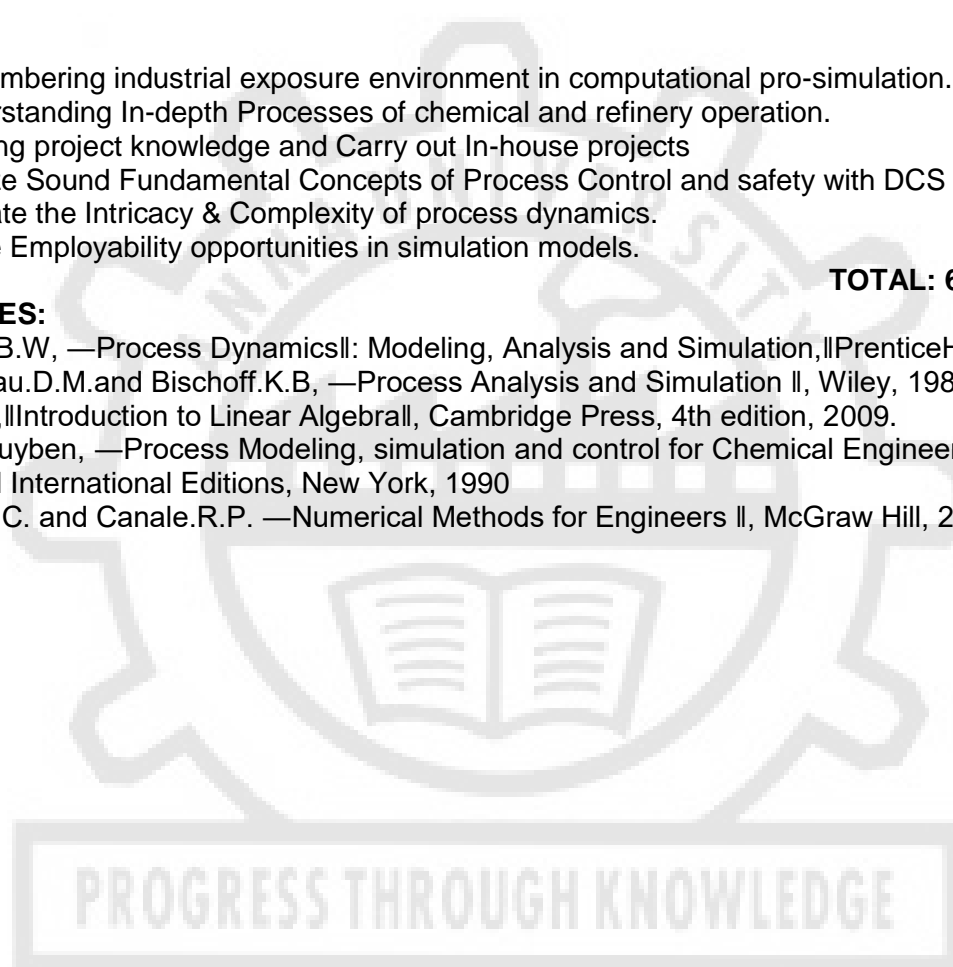 mbering industrial exposure environment in computational pro-simulation.
rstanding In-depth Processes of chemical and refinery operation.
ng project knowledge and Carry out In-house projects
te Sound Fundamental Concepts of Process Control and safety with DCS
ate the Intricacy & Complexity of process dynamics.
e Employability opportunities in simulation models.
TOTAL: 6
ES:
B.W, ―Process Dynamics‖: Modeling, Analysis and Simulation,‖PrenticeH
au.D.M.and Bischoff.K.B, ―Process Analysis and Simulation ‖, Wiley, 198
,‖Introduction to Linear Algebra‖, Cambridge Press, 4th edition, 2009.
uyben, ―Process Modeling, simulation and control for Chemical Engineer
l International Editions, New York, 1990
C. and Canale.R.P. ―Numerical Methods for Engineers ‖, McGraw Hill, 2
ANNA UNIVERSITY
PROGRESS THROUGH KNOWLEDGE